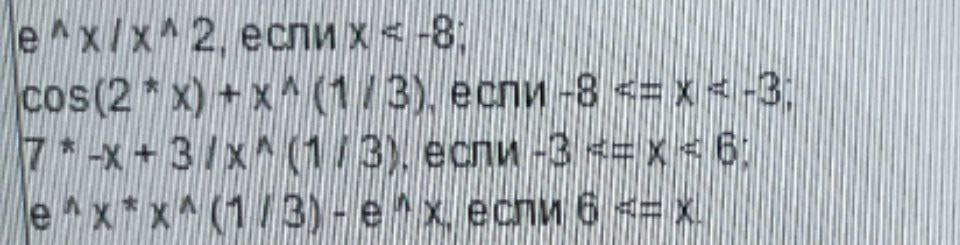 e ^ x / x ^ 2, если x < -8;
cos(2 * x) + x ^ (1 / 3), если -8 <= x < -3;
7 * -x + 3 / x ^ (1 / 3), если -3 <= x < 6;
e ^ x * x ^ (1 / 3) - e ^ x, если 6 <= x.